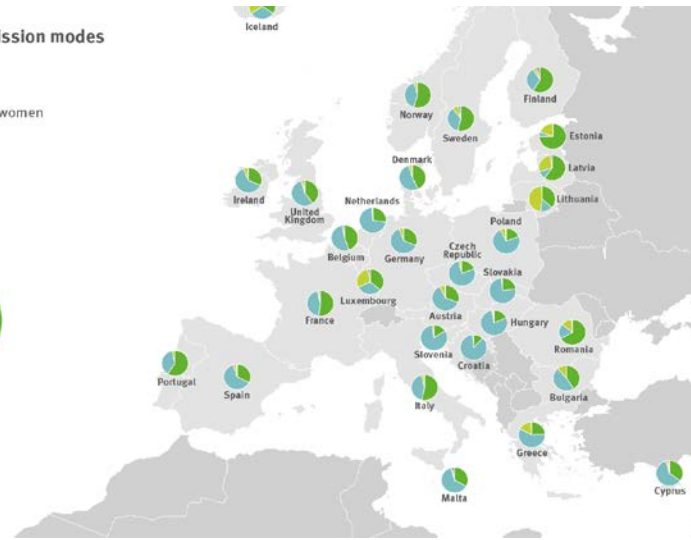 Iceland
ission modes
women
Norway
Sweden
Finland
Estonia
Latvia
Lithuania
Denmark
Ireland
United
Kingdom
Netherlands
Belgium
Germany
Poland
Czech
Republic
Slovakia
Luxembourg
France
Austria
Hungary
Slovenia
Croatia
Romania
Bulgaria
Portugal
Spain
Italy
Greece
Malta
Cyprus